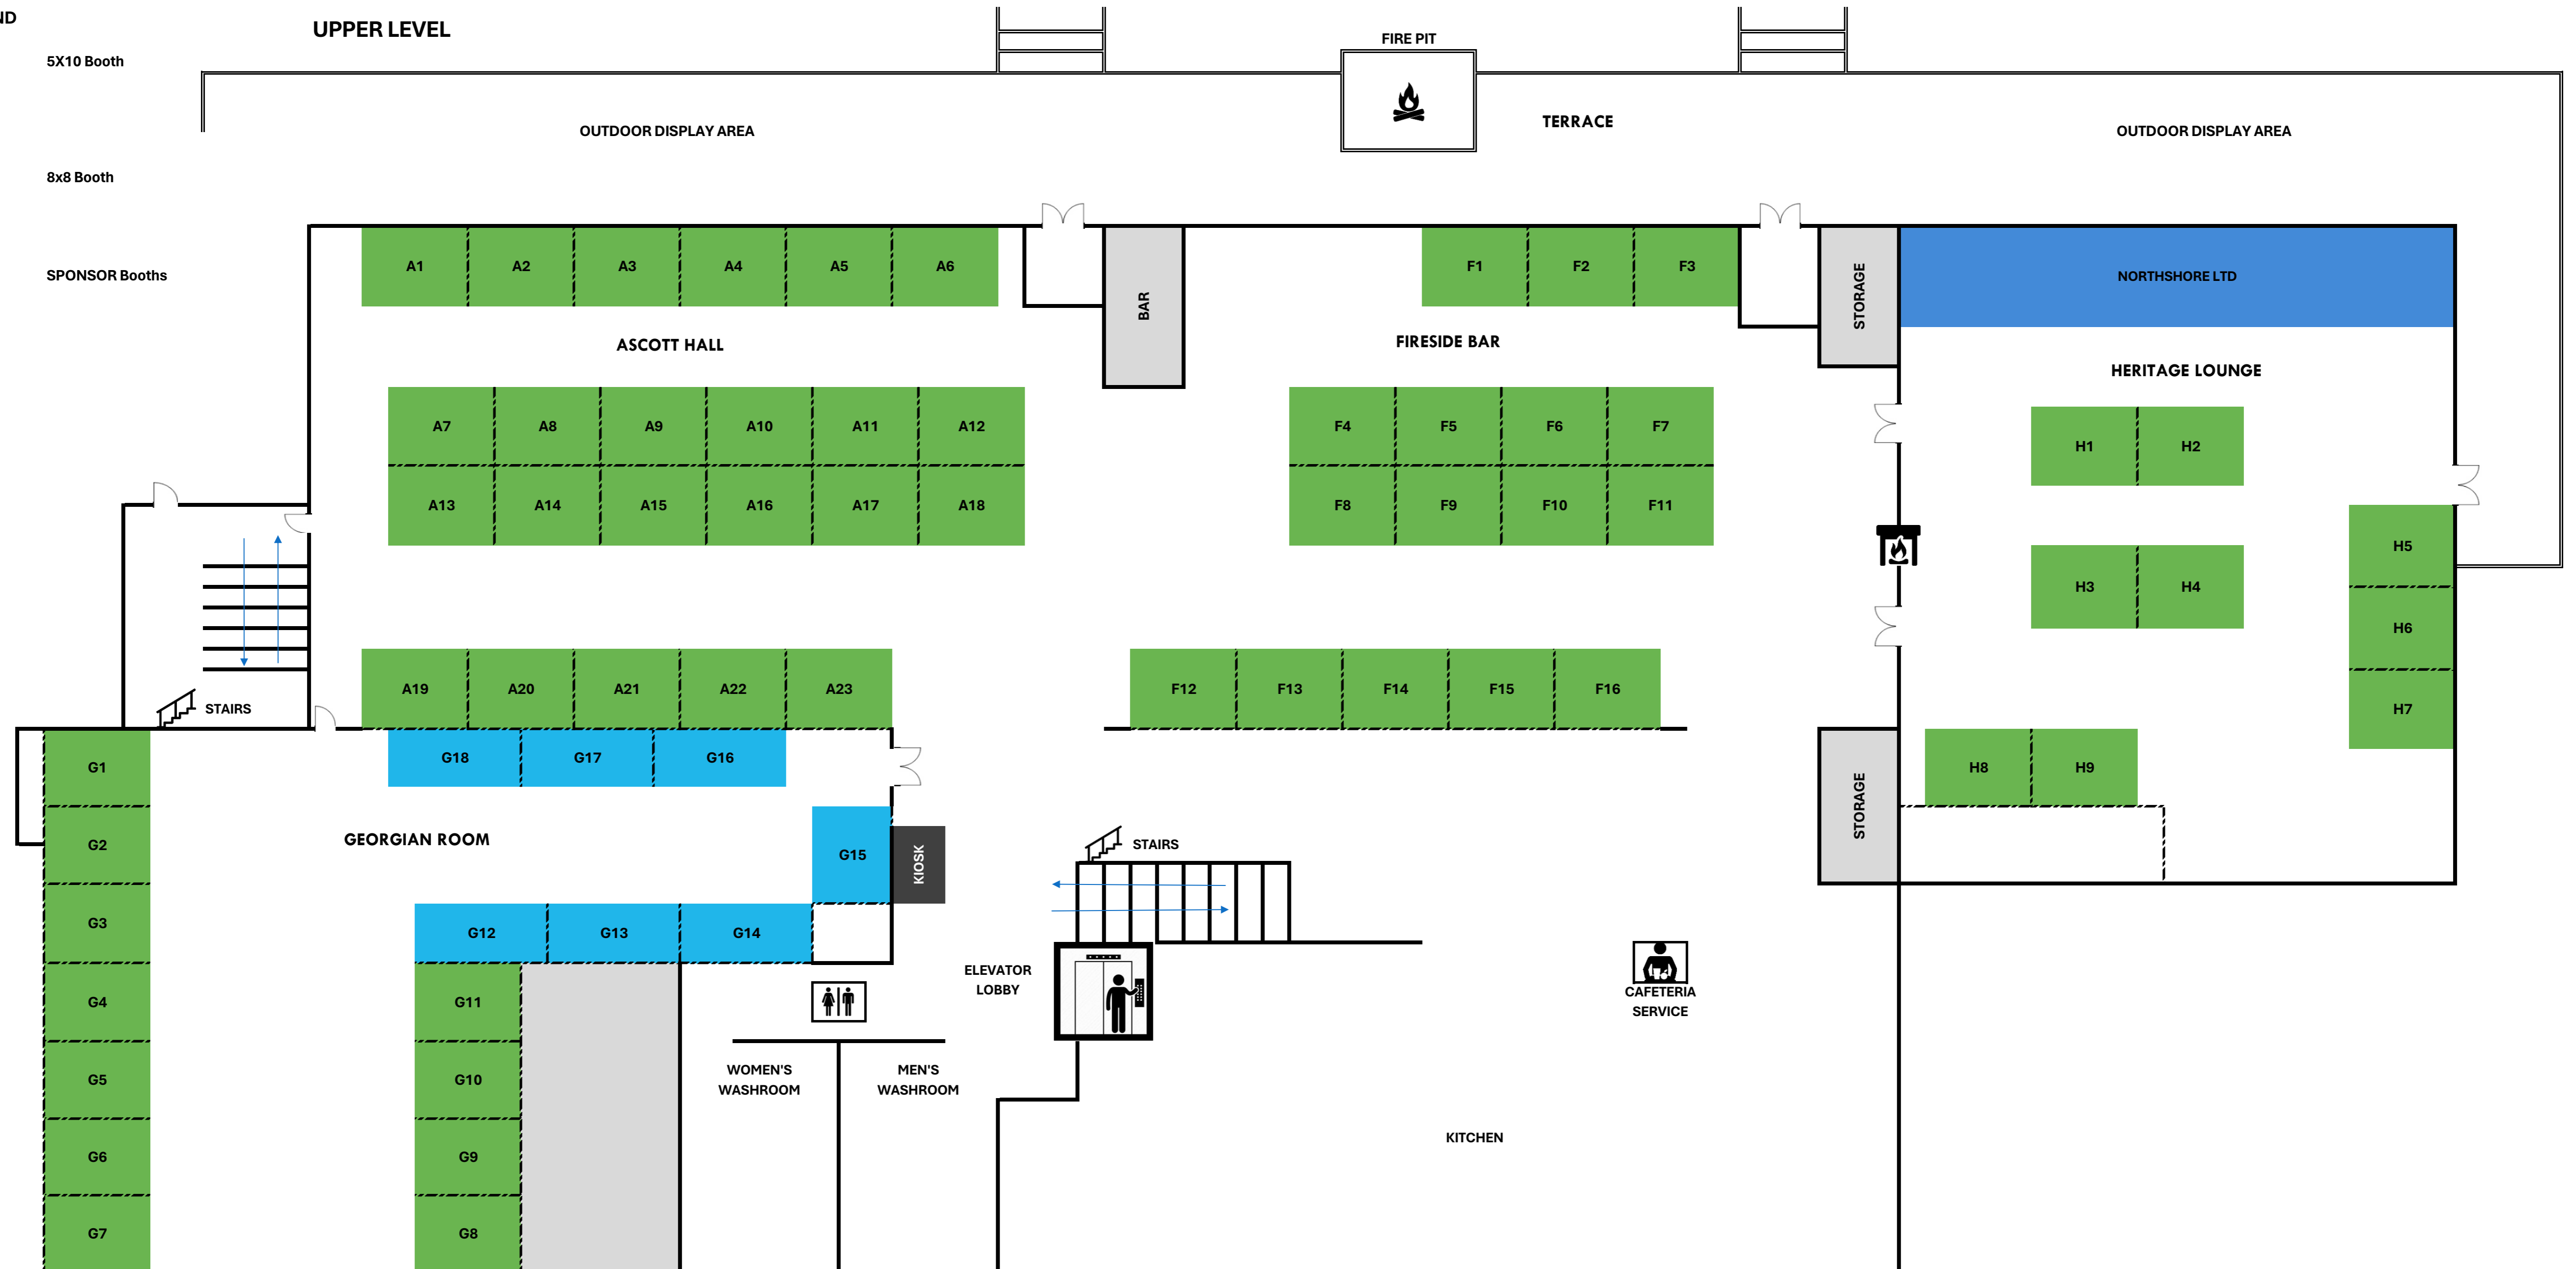 ND
UPPER LEVEL
FIRE PIT
5X10 Booth
TERRACE
OUTDOOR DISPLAY AREA
OUTDOOR DISPLAY AREA
8x8 Booth
SPONSOR Booths
A1 A2 A3 A4 A5 A6
BAR
F1 F2 F3
STORAGE
NORTHSHORE LTD
ASCOTT HALL
FIRESIDE BAR
HERITAGE LOUNGE
A7 A8 A9 A10 A11 A12
F4 F5 F6 F7
H1 H2
A13 A14 A15 A16 A17 A18
F8 F9 F10 F11
H3 H4
H5
H6
H7
A19 A20 A21 A22 A23
F12 F13 F14 F15 F16
STAIRS
G18 G17 G16
H8 H9
STORAGE
G1
G2
G3
G4
G5
G6
G7
GEORGIAN ROOM
G15
KIOSK
STAIRS
G12 G13 G14
G11
G10
G9
G8
ELEVATOR
LOBBY
CAFETERIA
SERVICE
WOMEN'S
WASHROOM
MEN'S
WASHROOM
KITCHEN